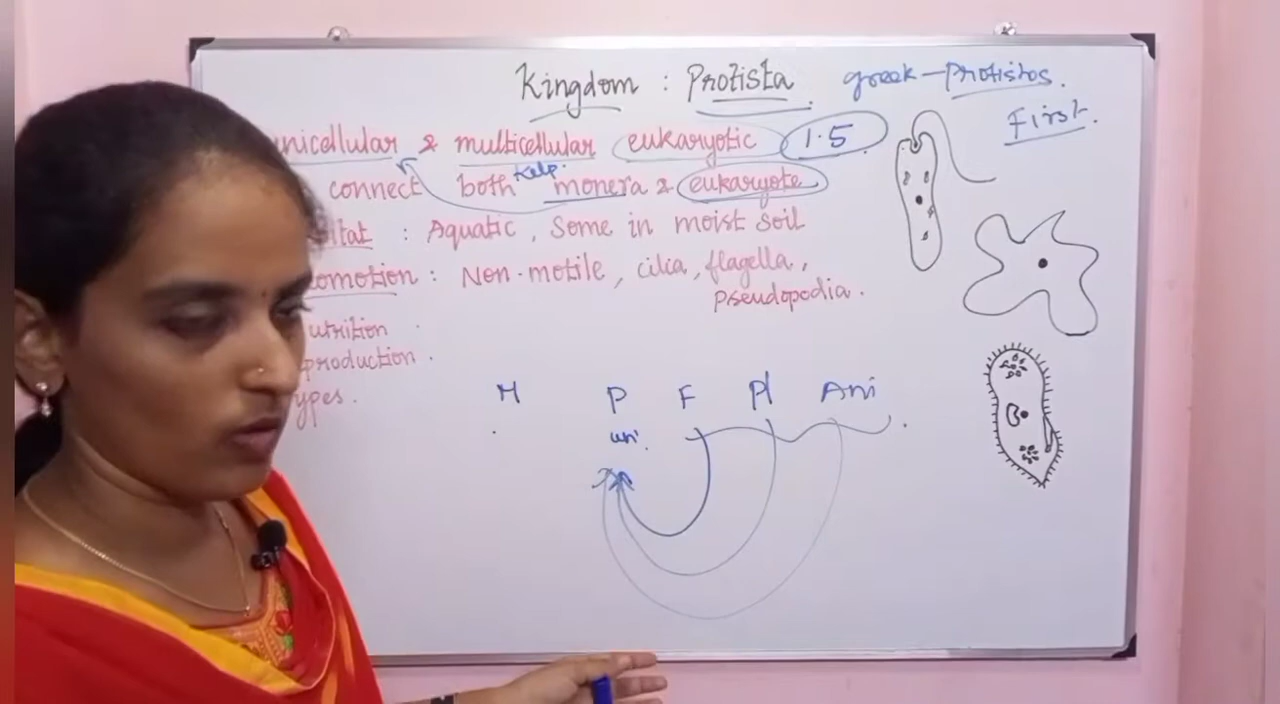 Kingdom : Protista greek - Protistos.
First.
unicellular & multicellular eukaryotic 1.5
Kelp.
connect both monera & eukaryote
itat : Aquatic, Some in moist soil
omotion : Non-motile, cilia, flagella,
Pseudopodia.
utrition
production.
ypes.
M P F Pl Ani
uni.